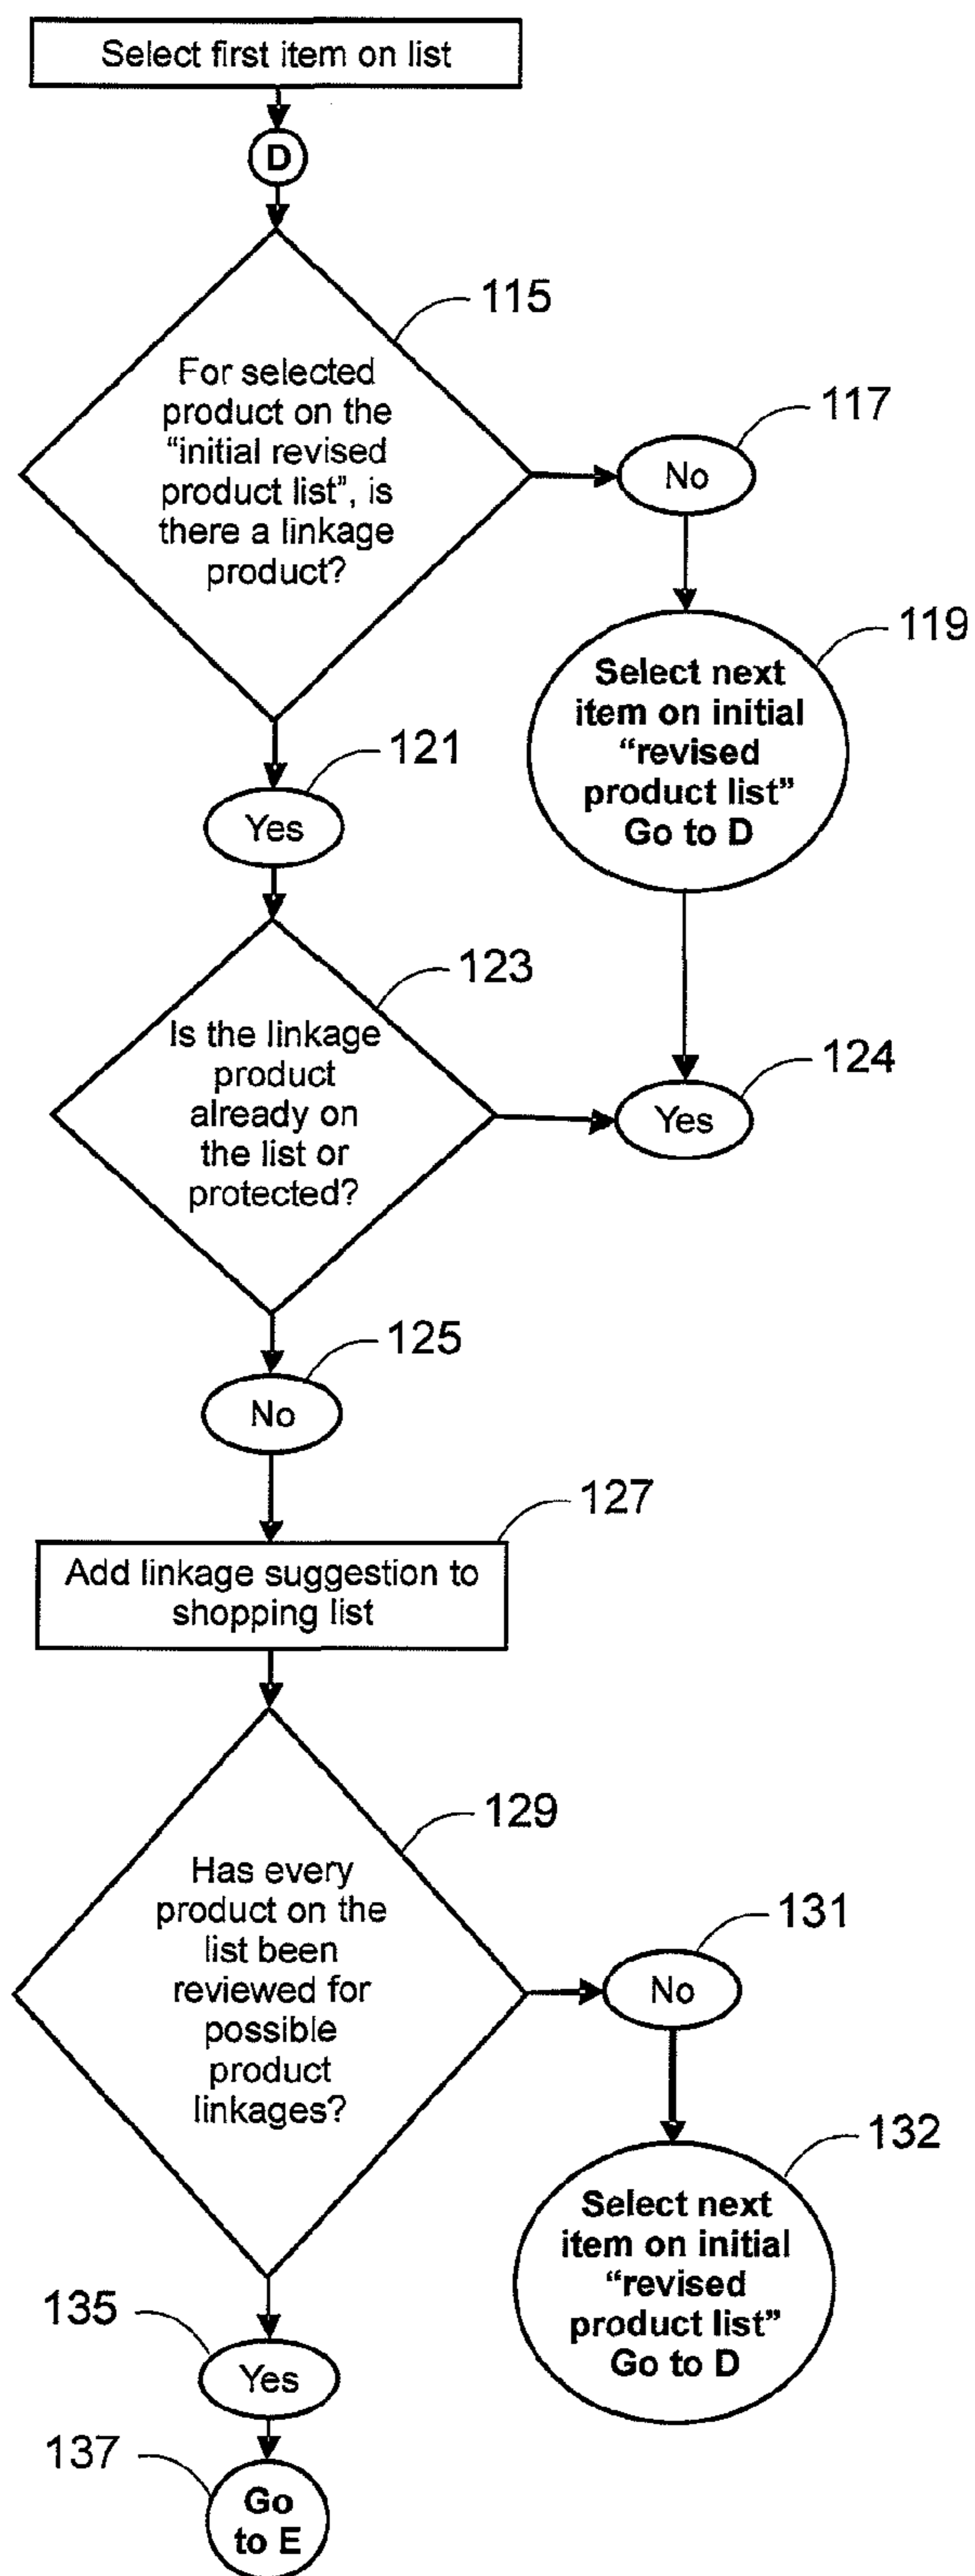 Select first item on list
D
115
For selected
product on the
“initial revised
product list”, is
there a linkage
product?
117
No
119
Select next
item on initial
“revised
product list”
Go to D
121
Yes
123
Is the linkage
product
already on
the list or
protected?
124
Yes
125
No
127
Add linkage suggestion to
shopping list
129
Has every
product on the
list been
reviewed for
possible
product
linkages?
131
No
132
Select next
item on initial
“revised
product list”
Go to D
135
Yes
137
Go
to E